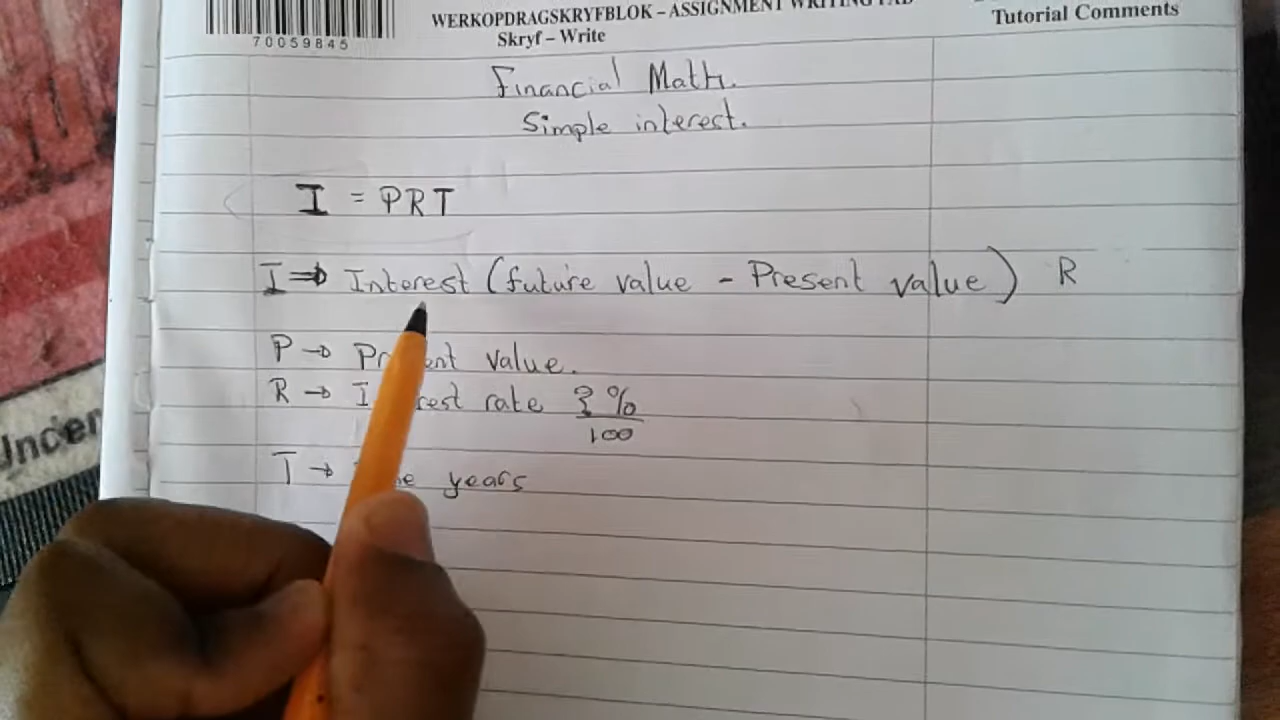 70059845
WERKOPDRAGSKRYFBLOK – ASSIGNMENT WRITING PAD
Skryf – Write
Tutorial Comments
Financial Math.
Simple interest.
I = PRT
I ⇒ Interest (future value - Present value) R
P → Present value.
R → Interest rate ?%
100
T → years